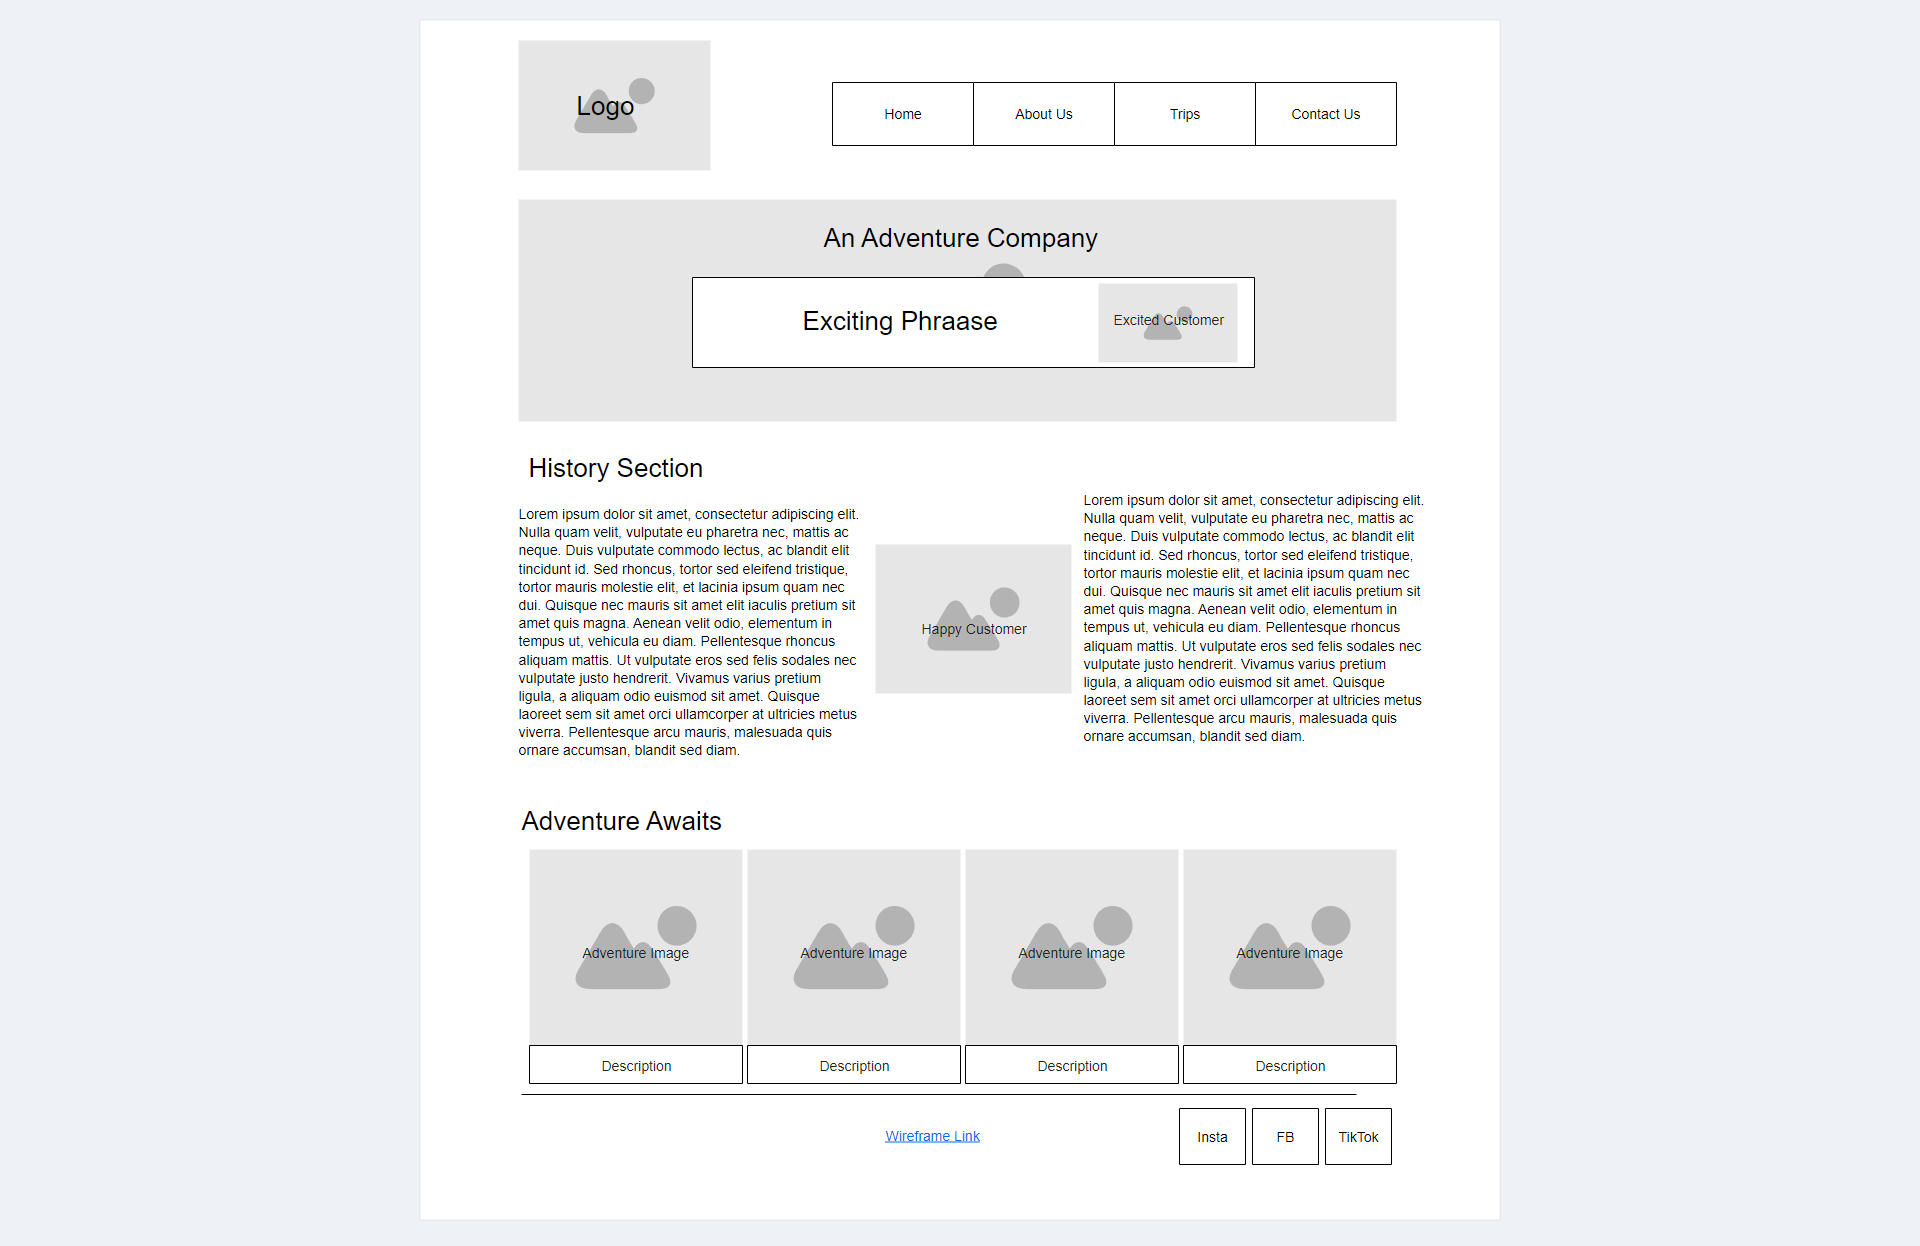 Logo
Home
About Us
Trips
Contact Us
An Adventure Company
Exciting Phraase
Excited Customer
History Section
Lorem ipsum dolor sit amet, consectetur adipiscing elit.
Nulla quam velit, vulputate eu pharetra nec, mattis ac
neque. Duis vulputate commodo lectus, ac blandit elit
tincidunt id. Sed rhoncus, tortor sed eleifend tristique,
tortor mauris molestie elit, et lacinia ipsum quam nec
dui. Quisque nec mauris sit amet elit iaculis pretium sit
amet quis magna. Aenean velit odio, elementum in
tempus ut, vehicula eu diam. Pellentesque rhoncus
aliquam mattis. Ut vulputate eros sed felis sodales nec
vulputate justo hendrerit. Vivamus varius pretium
ligula, a aliquam odio euismod sit amet. Quisque
laoreet sem sit amet orci ullamcorper at ultricies metus
viverra. Pellentesque arcu mauris, malesuada quis
ornare accumsan, blandit sed diam.
Happy Customer
Lorem ipsum dolor sit amet, consectetur adipiscing elit.
Nulla quam velit, vulputate eu pharetra nec, mattis ac
neque. Duis vulputate commodo lectus, ac blandit elit
tincidunt id. Sed rhoncus, tortor sed eleifend tristique,
tortor mauris molestie elit, et lacinia ipsum quam nec
dui. Quisque nec mauris sit amet elit iaculis pretium sit
amet quis magna. Aenean velit odio, elementum in
tempus ut, vehicula eu diam. Pellentesque rhoncus
aliquam mattis. Ut vulputate eros sed felis sodales nec
vulputate justo hendrerit. Vivamus varius pretium
ligula, a aliquam odio euismod sit amet. Quisque
laoreet sem sit amet orci ullamcorper at ultricies metus
viverra. Pellentesque arcu mauris, malesuada quis
ornare accumsan, blandit sed diam.
Adventure Awaits
Adventure Image
Adventure Image
Adventure Image
Adventure Image
Description
Description
Description
Description
Wireframe Link
Insta
FB
TikTok